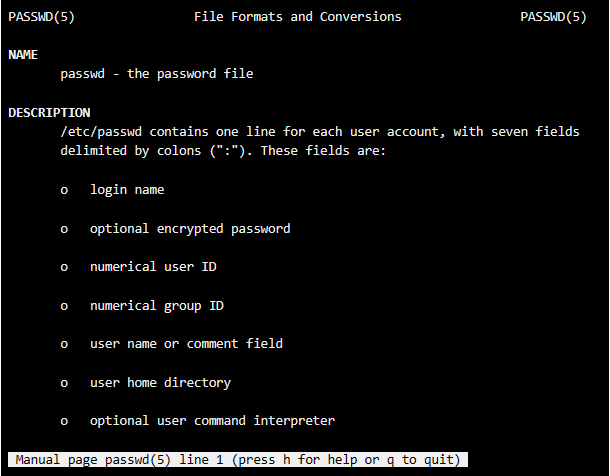 PASSWD(5) File Formats and Conversions PASSWD(5)
NAME
passwd - the password file
DESCRIPTION
/etc/passwd contains one line for each user account, with seven fields
delimited by colons (":"). These fields are:
o login name
o optional encrypted password
o numerical user ID
o numerical group ID
o user name or comment field
o user home directory
o optional user command interpreter
Manual page passwd(5) line 1 (press h for help or q to quit)